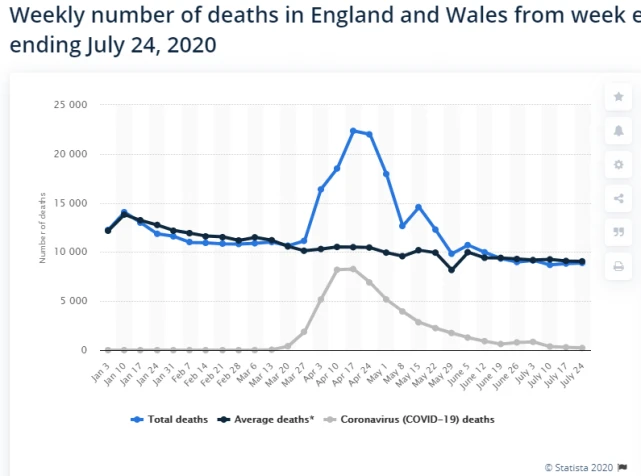 Weekly number of deaths in England and Wales from week e
ending July 24, 2020
25 000
20 000
15 000
10 000
5 000
0
Number of deaths
Jan 3
Jan 10
Jan 17
Jan 24
Jan 31
Feb 7
Feb 14
Feb 21
Feb 28
Mar 6
Mar 13
Mar 20
Mar 27
Apr 3
Apr 10
Apr 17
Apr 24
May 1
May 8
May 15
May 22
May 29
June 5
June 12
June 19
June 26
July 3
July 10
July 17
July 24
Total deaths Average deaths* Coronavirus (COVID-19) deaths
© Statista 2020